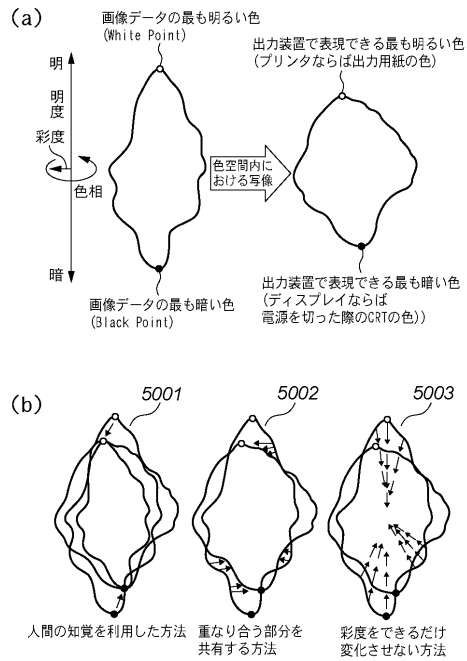 (a)
画像データの最も明るい色
(White Point)
出力装置で表現できる最も明るい色
(プリンタならば出力用紙の色)
明
明度
彩度
色相
暗
色空間内に
おける写像
画像データの最も暗い色
(Black Point)
出力装置で表現できる最も暗い色
(ディスプレイならば
電源を切った際のCRTの色))
(b)
5001
5002
5003
人間の知覚を利用した方法
重なり合う部分を
共有する方法
彩度をできるだけ
変化させない方法